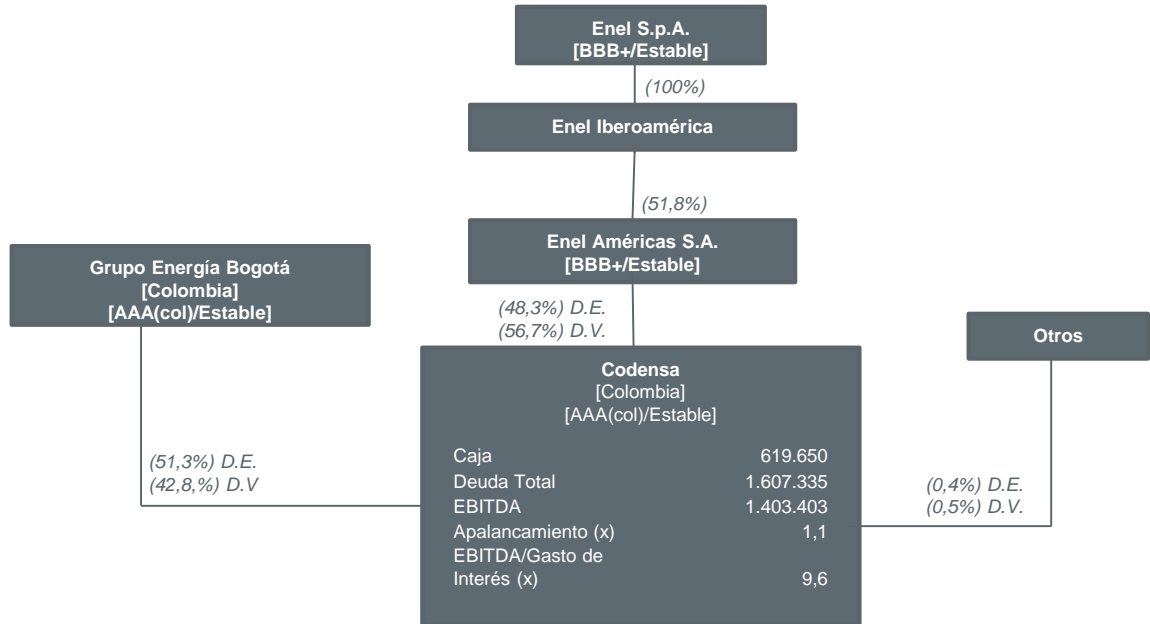 Enel S.p.A.
[BBB+/Estable]
(100%)
Enel Iberoamérica
(51,8%)
Enel Américas S.A.
[BBB+/Estable]
Grupo Energía Bogotá
[Colombia]
[AAA(col)/Estable]
(48,3%) D.E.
(56,7%) D.V.
Otros
Codensa
[Colombia]
[AAA(col)/Estable]
(51,3%) D.E.
(42,8,%) D.V
Caja 619.650
Deuda Total 1.607.335
EBITDA 1.403.403
Apalancamiento (x) 1,1
EBITDA/Gasto de
Interés (x) 9,6
(0,4%) D.E.
(0,5%) D.V.